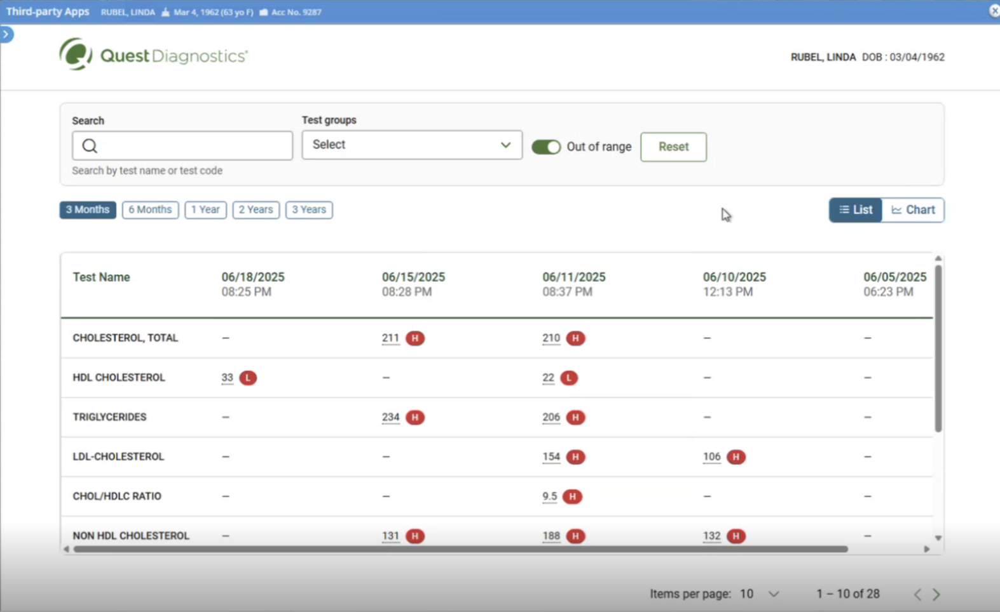 Third-party Apps RUBEL, LINDA Mar 4, 1962 (63 yo F) Acc No. 9287
Quest Diagnostics®
RUBEL, LINDA DOB : 03/04/1962
Search
Test groups
Select
Out of range
Reset
Search by test name or test code
3 Months 6 Months 1 Year 2 Years 3 Years
List Chart
Test Name 06/18/2025 06/15/2025 06/11/2025 06/10/2025 06/05/2025
08:25 PM 08:28 PM 08:37 PM 12:13 PM 06:23 PM
CHOLESTEROL, TOTAL – 211 H 210 H – –
HDL CHOLESTEROL 33 L – 22 L – –
TRIGLYCERIDES – 234 H 206 H – –
LDL-CHOLESTEROL – – 154 H 106 H –
CHOL/HDLC RATIO – – 9.5 H – –
NON HDL CHOLESTEROL – 131 H 188 H 132 H –
Items per page: 10 1 – 10 of 28